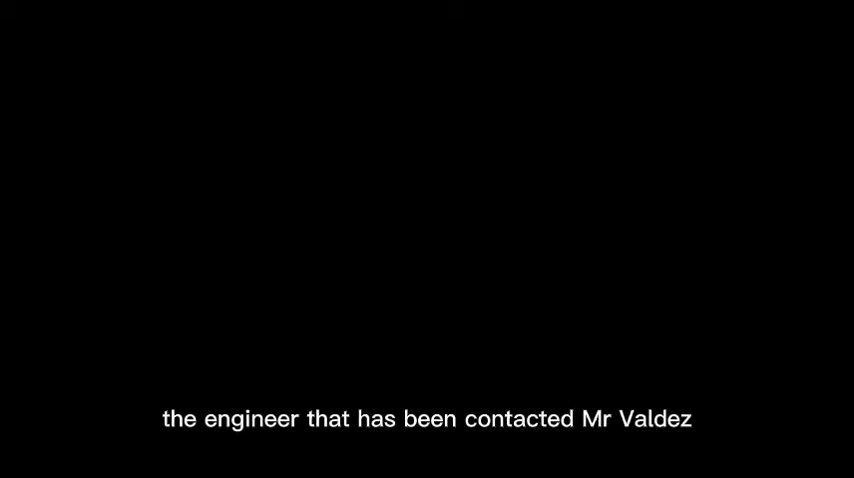 the engineer that has been contacted Mr Valdez